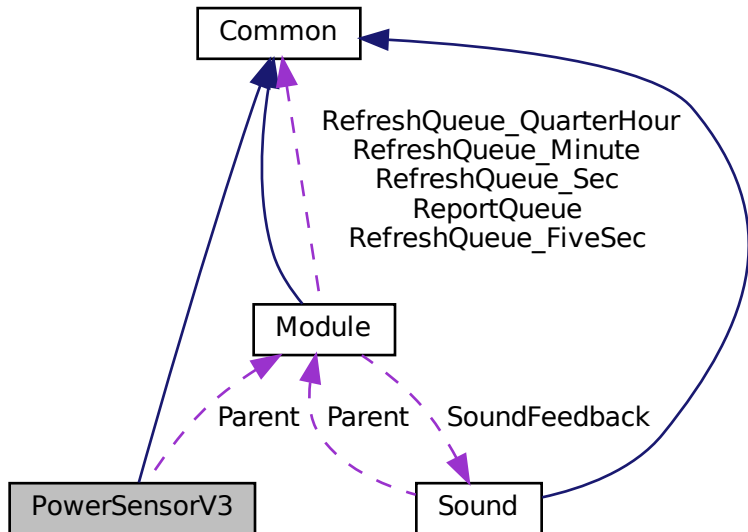 Common
RefreshQueue_QuarterHour
RefreshQueue_Minute
RefreshQueue_Sec
ReportQueue
RefreshQueue_FiveSec
Module
Parent
Parent
SoundFeedback
PowerSensorV3
Sound